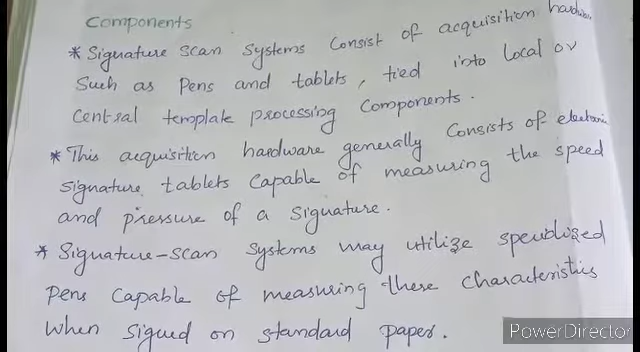 Components
* Signature scan systems consist of acquisition hardware
such as pens and tablets, tied into local or
central template processing components.
* This acquisition hardware generally consists of electronic
signature tablets capable of measuring the speed
and pressure of a signature.
* Signature-scan systems may utilize specialized
pens capable of measuring these characteristics
when signed on standard paper.
PowerDirector